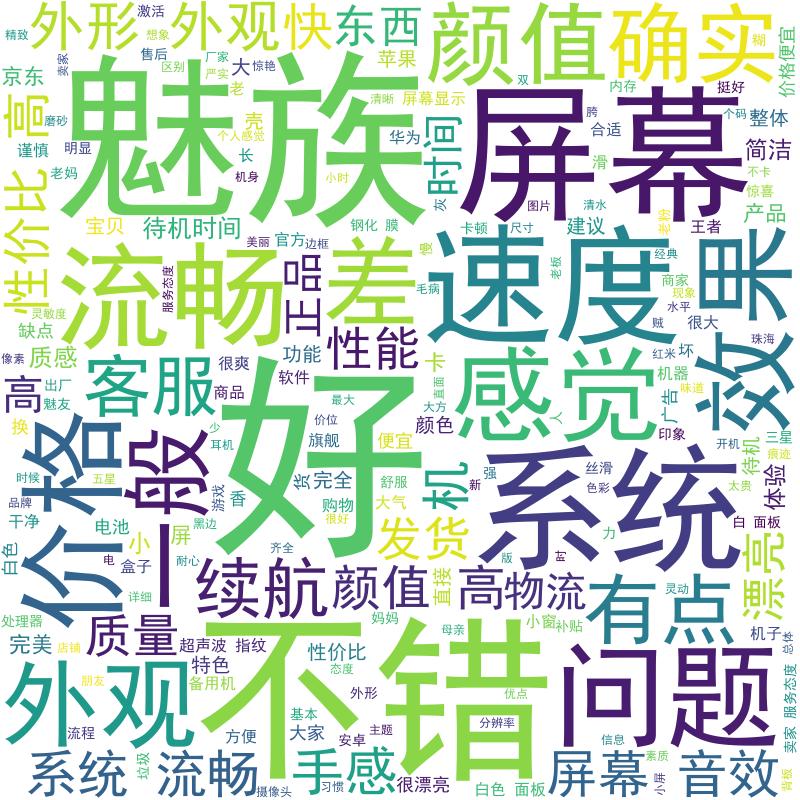 外形
外观
快
东西
颜值
确实
激活
精致
想象
卖家
售后
厂家
区别
严实
大
惊艳
苹果
双
糊
价格便宜
京东
老
清晰
屏幕显示
内存
挺好
高
磨砂
魅族
个人感觉
壳
时间
屏幕
胯
个码
整体
谨慎
明显
华为
合适
简洁
老妈
长
机身
小时
滑
不卡
惊喜
性价比
宝贝
待机时间
钢化
膜
灰
图片
清水
老婆
王者
产品
流畅
美丽
官方
边框
差
慢
卡顿
尺寸
建议
经典
效果
服务态度
正品
速度
老板
商家
现象
毛病
水平
灵敏度
缺点
贼
很大
珠海
像素
质感
客服
很爽
功能
性能
卡
感觉
红米
坏
机器
味道
高
出厂
魅友
商品
软件
好
最大
直面
大方
人
广告
换
价格
一般
少
耳机
价位
旗舰
便宜
颜色
印象
三星
痕迹
时候
五星
游戏
香
货
完全
舒服
机
新
强
丝滑
开机
待机
太贵
体验
品牌
干净
电池
小
屏
黑边
购物
大气
很好
系统
色彩
白
面板
白色
电
盒子
耐心
齐全
发货
版
力
漂亮
处理器
详细
续航
颜值
直接
高
物流
有点
灵动
完美
店铺
质量
超声波
指纹
妈妈
母亲
小窗
补贴
机子
总体
特色
性价比
态度
不错
外观
朋友
备用机
外形
优点
问题
服务态度
流程
基本
方便
大家
安卓
主题
分辨率
信息
素质
卖家
系统
垃圾
流畅
摄像头
手感
习惯
很漂亮
白色
面板
屏幕
小屏
音效
背板